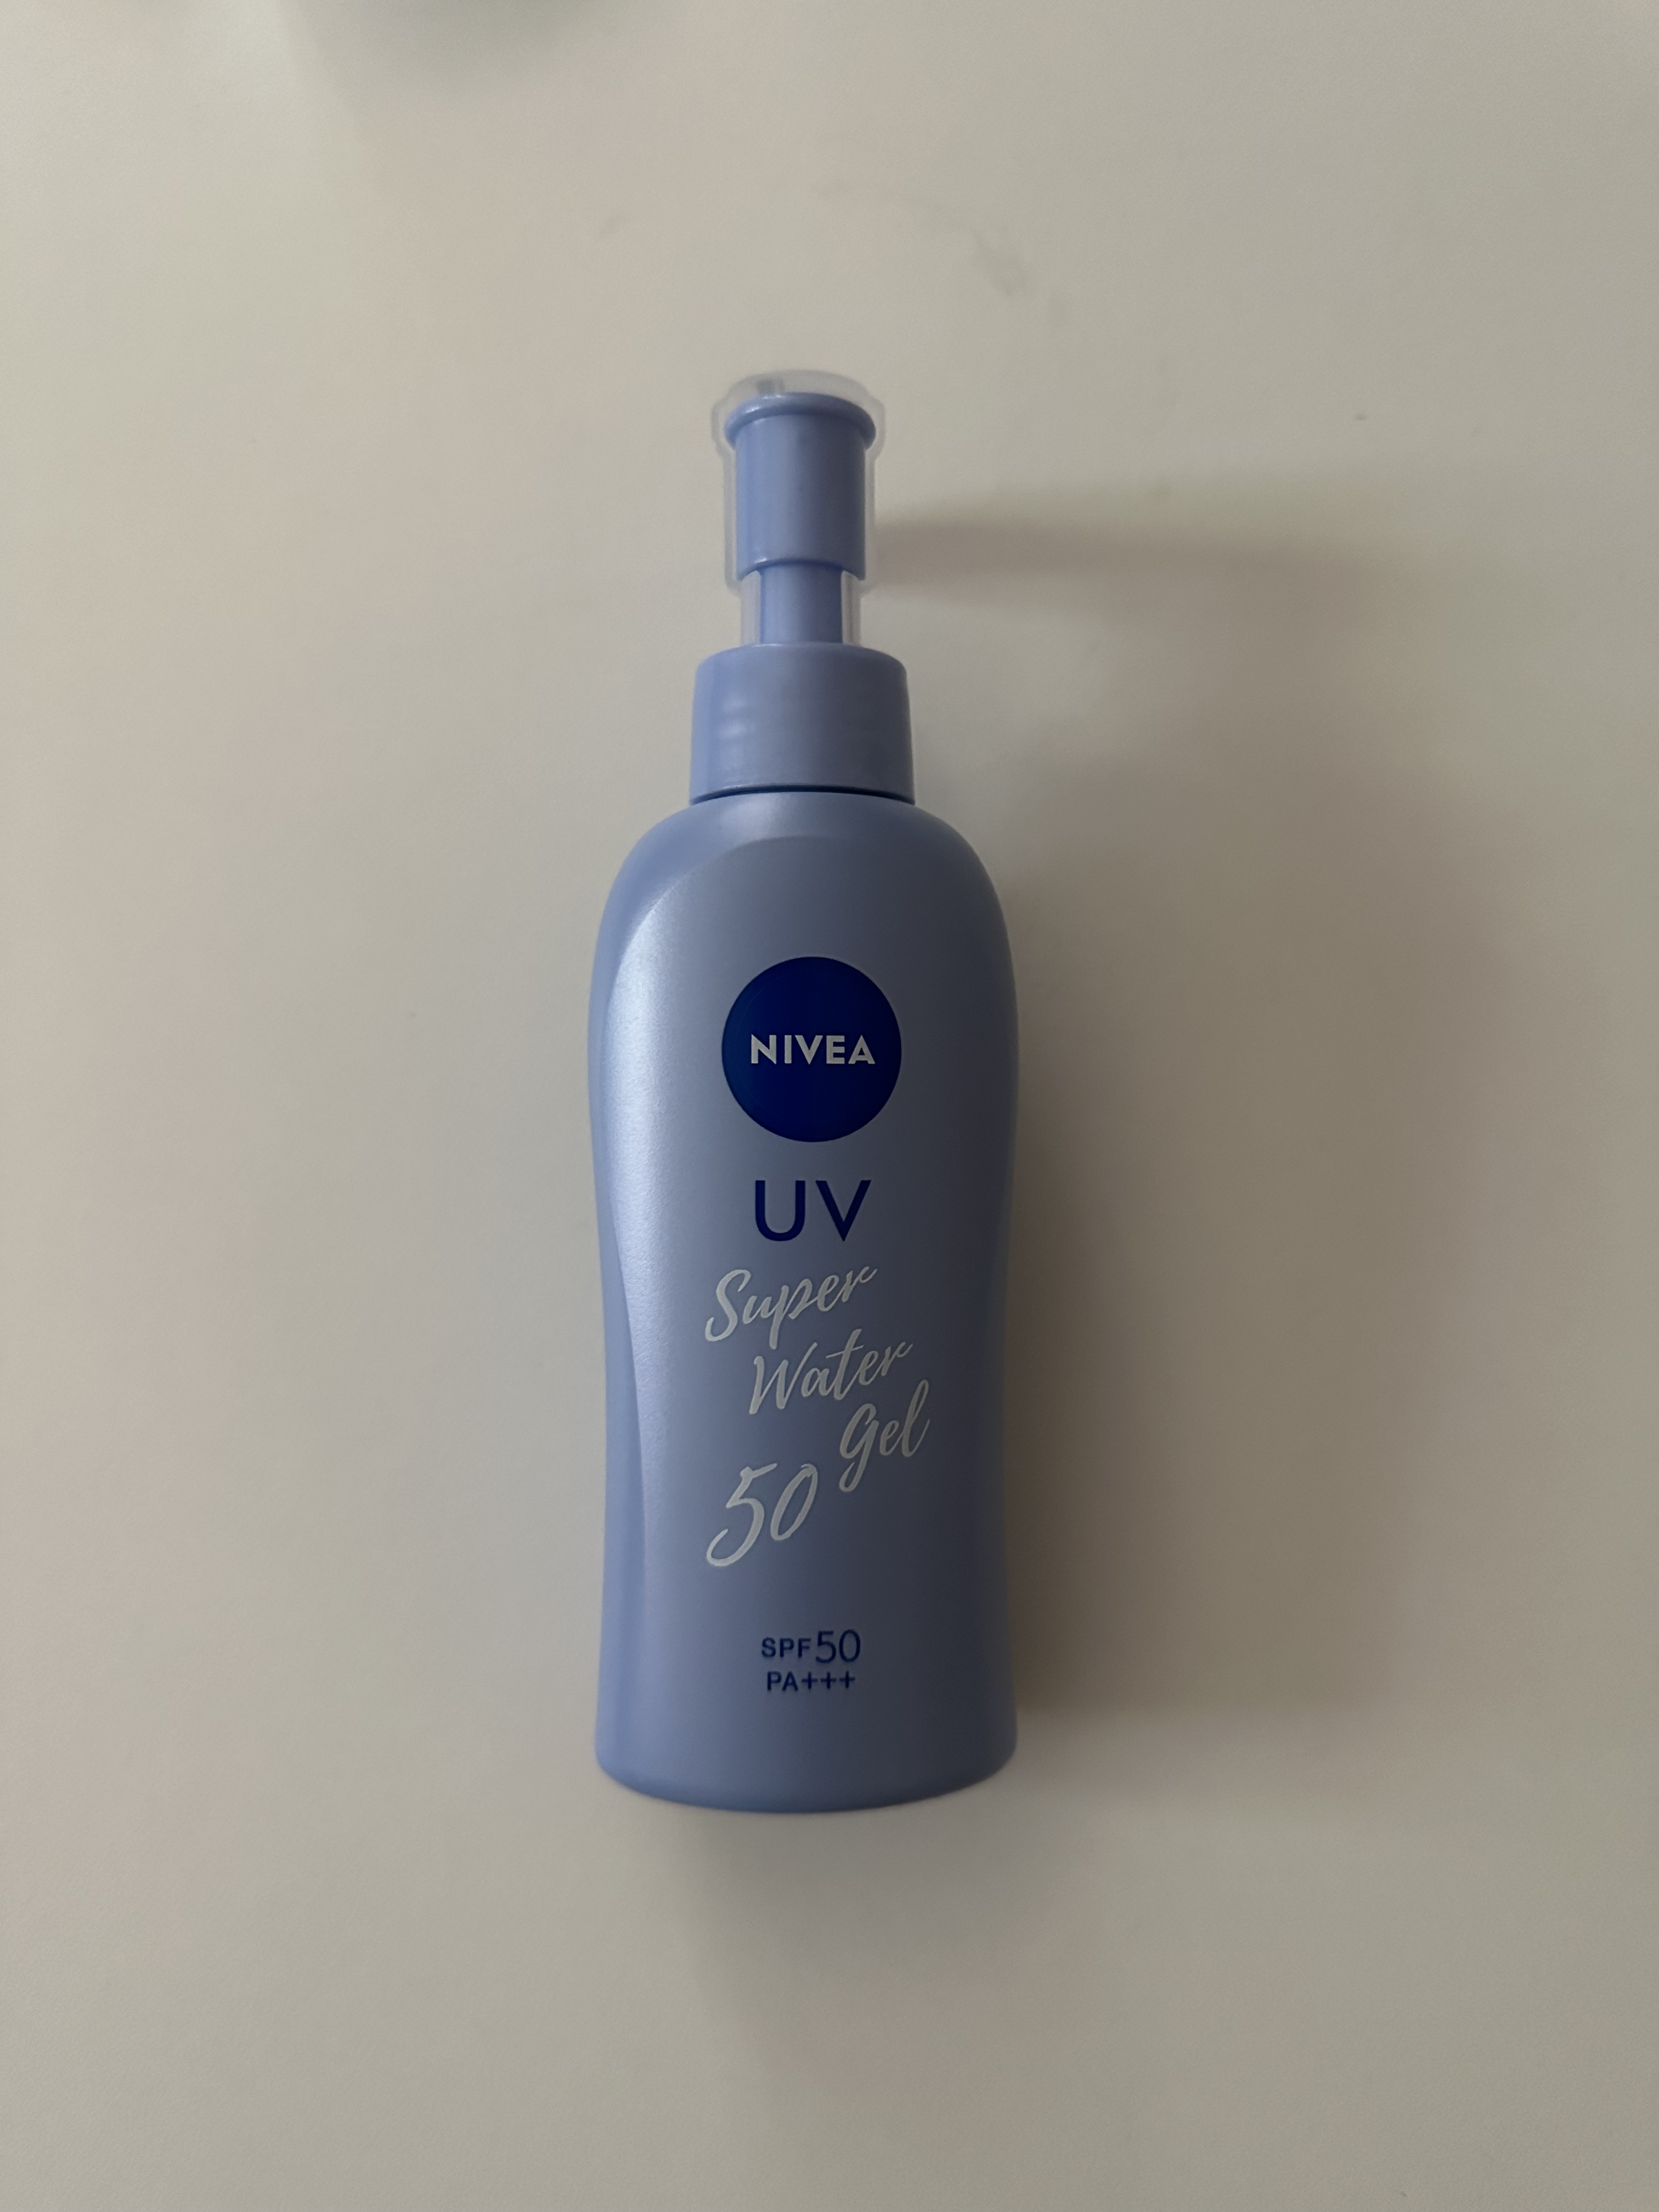 NIVEA
UV
Super
Water
Gel
50
SPF50
PA+++